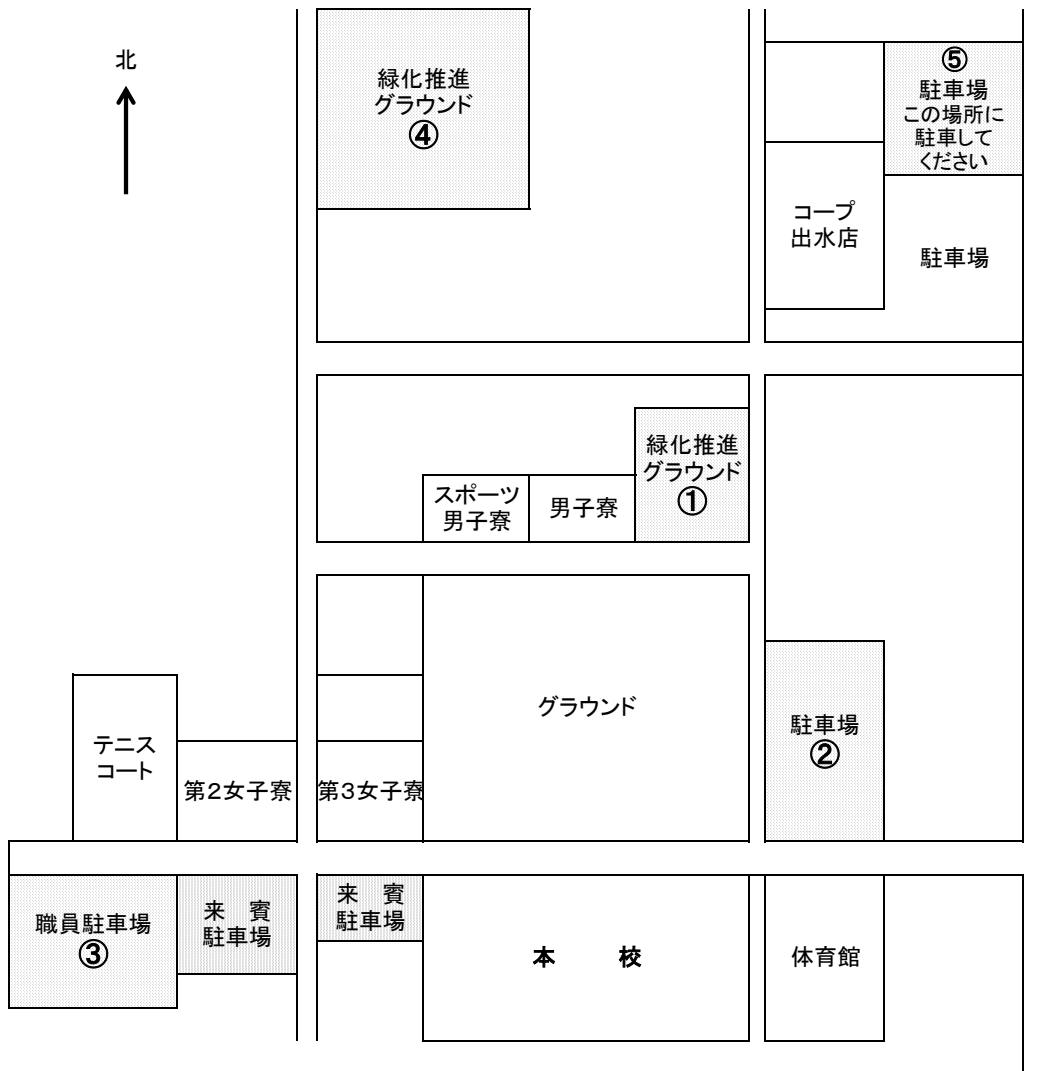 北
緑化推進
グラウンド
④
⑤
駐車場
この場所に
駐車して
ください
コープ
出水店
駐車場
緑化推進
グラウンド
①
スポーツ
男子寮
男子寮
グラウンド
駐車場
②
テニス
コート
第2女子寮
第3女子寮
職員駐車場
③
来　賓
駐車場
来　賓
駐車場
本　校
体育館